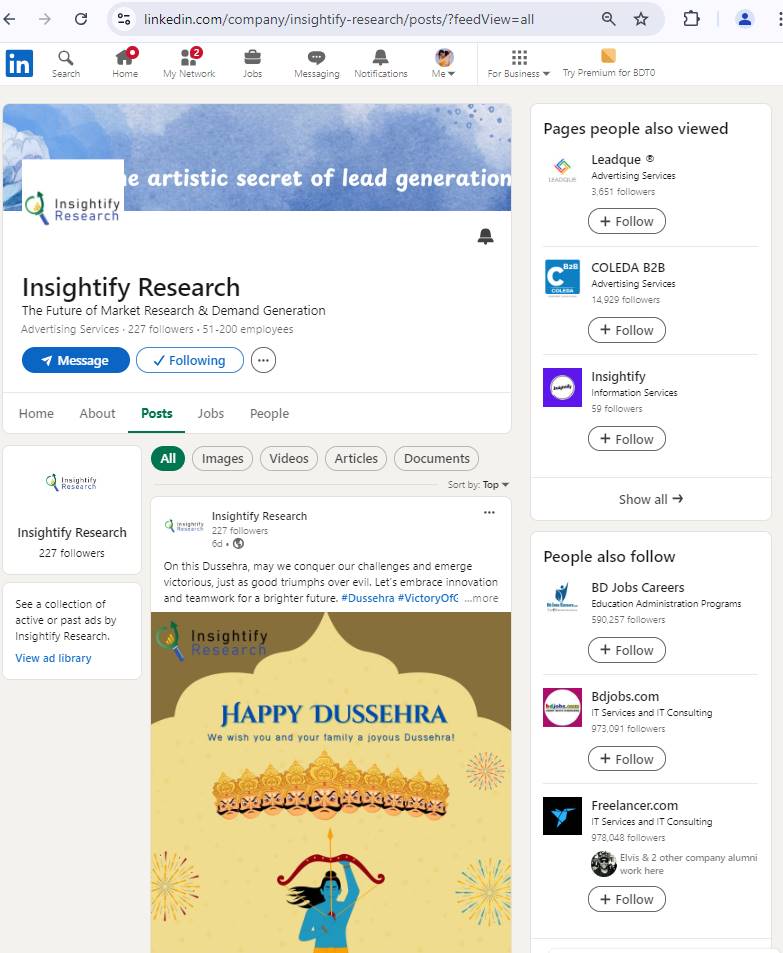 linkedin.com/company/insightify-research/posts/?feedView=all
in
Search
Home
2
My Network
Jobs
Messaging
Notifications
Me
For Business
Try Premium for BDT0
e artistic secret of lead generation
Insightify
Research
Insightify Research
The Future of Market Research & Demand Generation
Advertising Services · 227 followers · 51-200 employees
Message
Following
Home
About
Posts
Jobs
People
Insightify
Research
Insightify Research
227 followers
See a collection of
active or past ads by
Insightify Research.
View ad library
All
Images
Videos
Articles
Documents
Sort by: Top
Insightify
Research
Insightify Research
227 followers
6d •
On this Dussehra, may we conquer our challenges and emerge
victorious, just as good triumphs over evil. Let's embrace innovation
and teamwork for a brighter future. #Dussehra #VictoryOfG ...more
Insightify
Research
HAPPY DUSSEHRA
We wish you and your family a joyous Dussehra!
Pages people also viewed
LEADQUE
Leadque ®
Advertising Services
3,651 followers
+ Follow
C B2B
COLEDA
COLEDA B2B
Advertising Services
14,929 followers
+ Follow
Insightify
Insightify
Information Services
59 followers
+ Follow
Show all →
People also follow
BD Jobs Careers
Education Administration Programs
590,257 followers
+ Follow
bdjobs.com
Bdjobs.com
IT Services and IT Consulting
973,091 followers
+ Follow
Freelancer.com
IT Services and IT Consulting
978,048 followers
Elvis & 2 other company alumni
work here
+ Follow